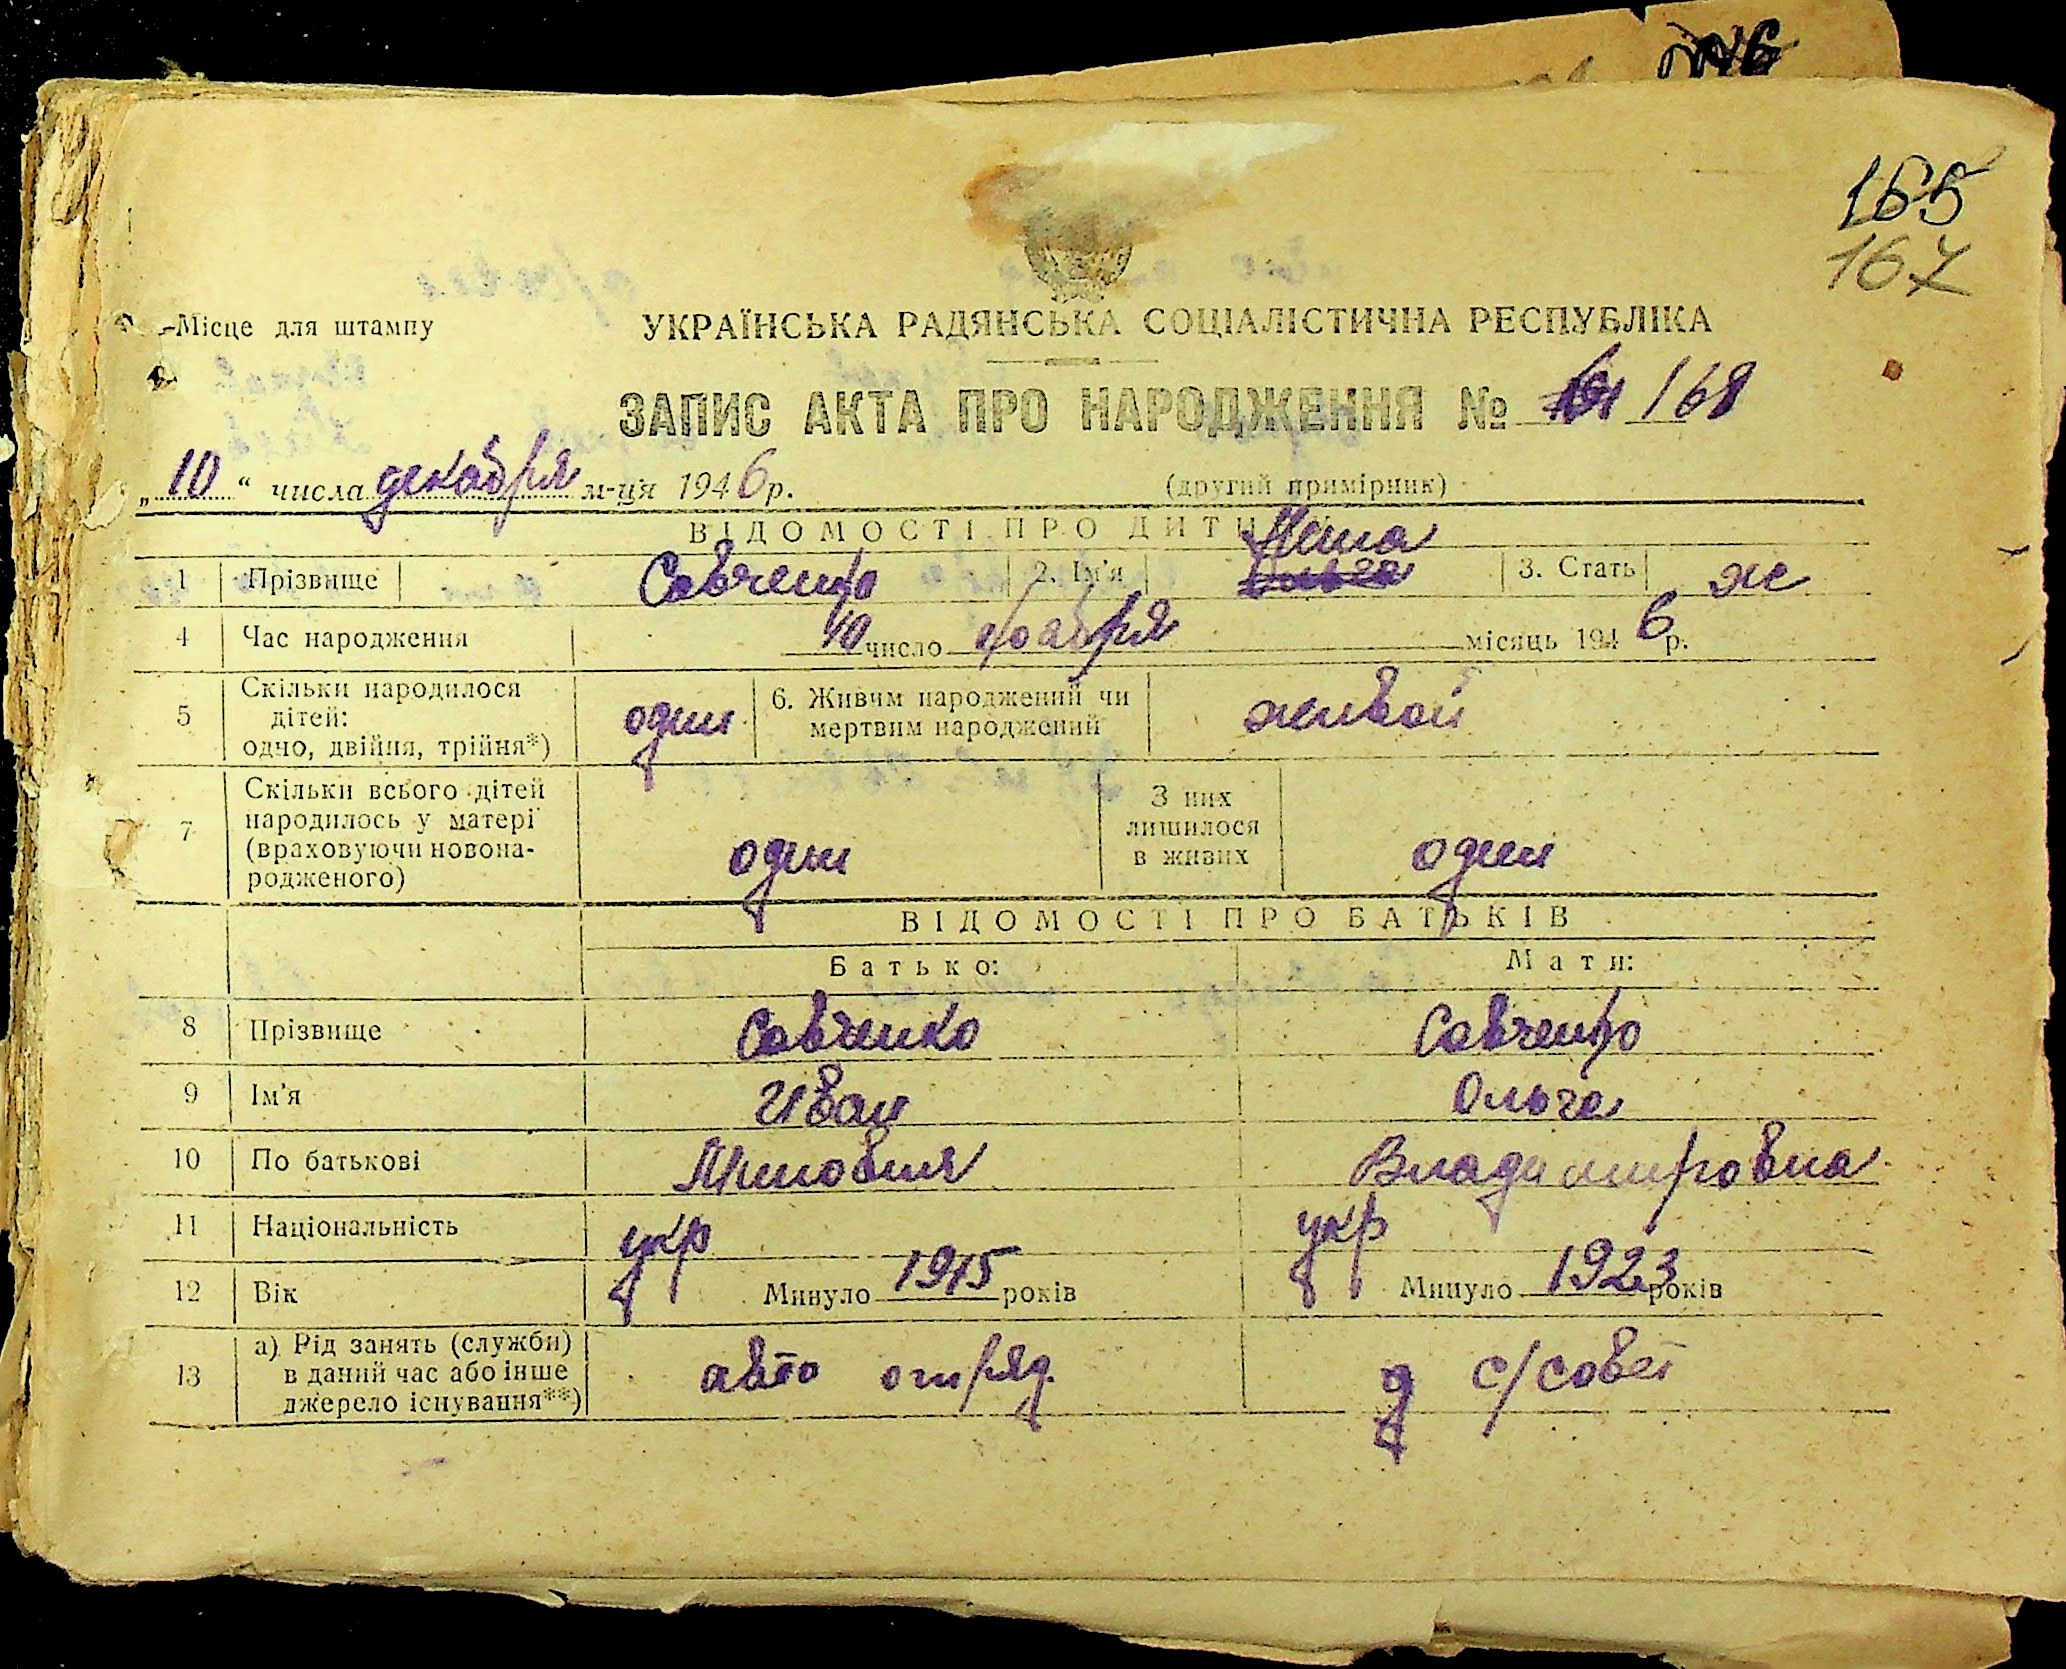 165
167
Місце для штампу
УКРАЇНСЬКА РАДЯНСЬКА СОЦІАЛІСТИЧНА РЕСПУБЛІКА
ЗАПИС АКТА ПРО НАРОДЖЕННЯ № 168
„10“ числа декабря м-ця 1946 р. (другий примірник)
ВІДОМОСТІ ПРО ДИТИ
1 Прізвище Савченко 2. Ім'я 3. Стать ж
4 Час народження 10 число ноября місяць 1946 р.
5 Скільки народилося дітей: одно, двійня, трійня*) один 6. Живим народжений чи мертвим народжений живой
7 Скільки всього дітей народилось у матері (враховуючи новонародженого) один З них лишилося в живих один
ВІДОМОСТІ ПРО БАТЬКІВ
Батько: Мати:
8 Прізвище Савченко Савченко
9 Ім'я Иван Ольга
10 По батькові Владимировна
11 Національність укр укр
12 Вік Минуло 1915 років Минуло 1923 років
13 а) Рід занять (служби) в даний час або інше джерело існування**) авто отряд д с/совет